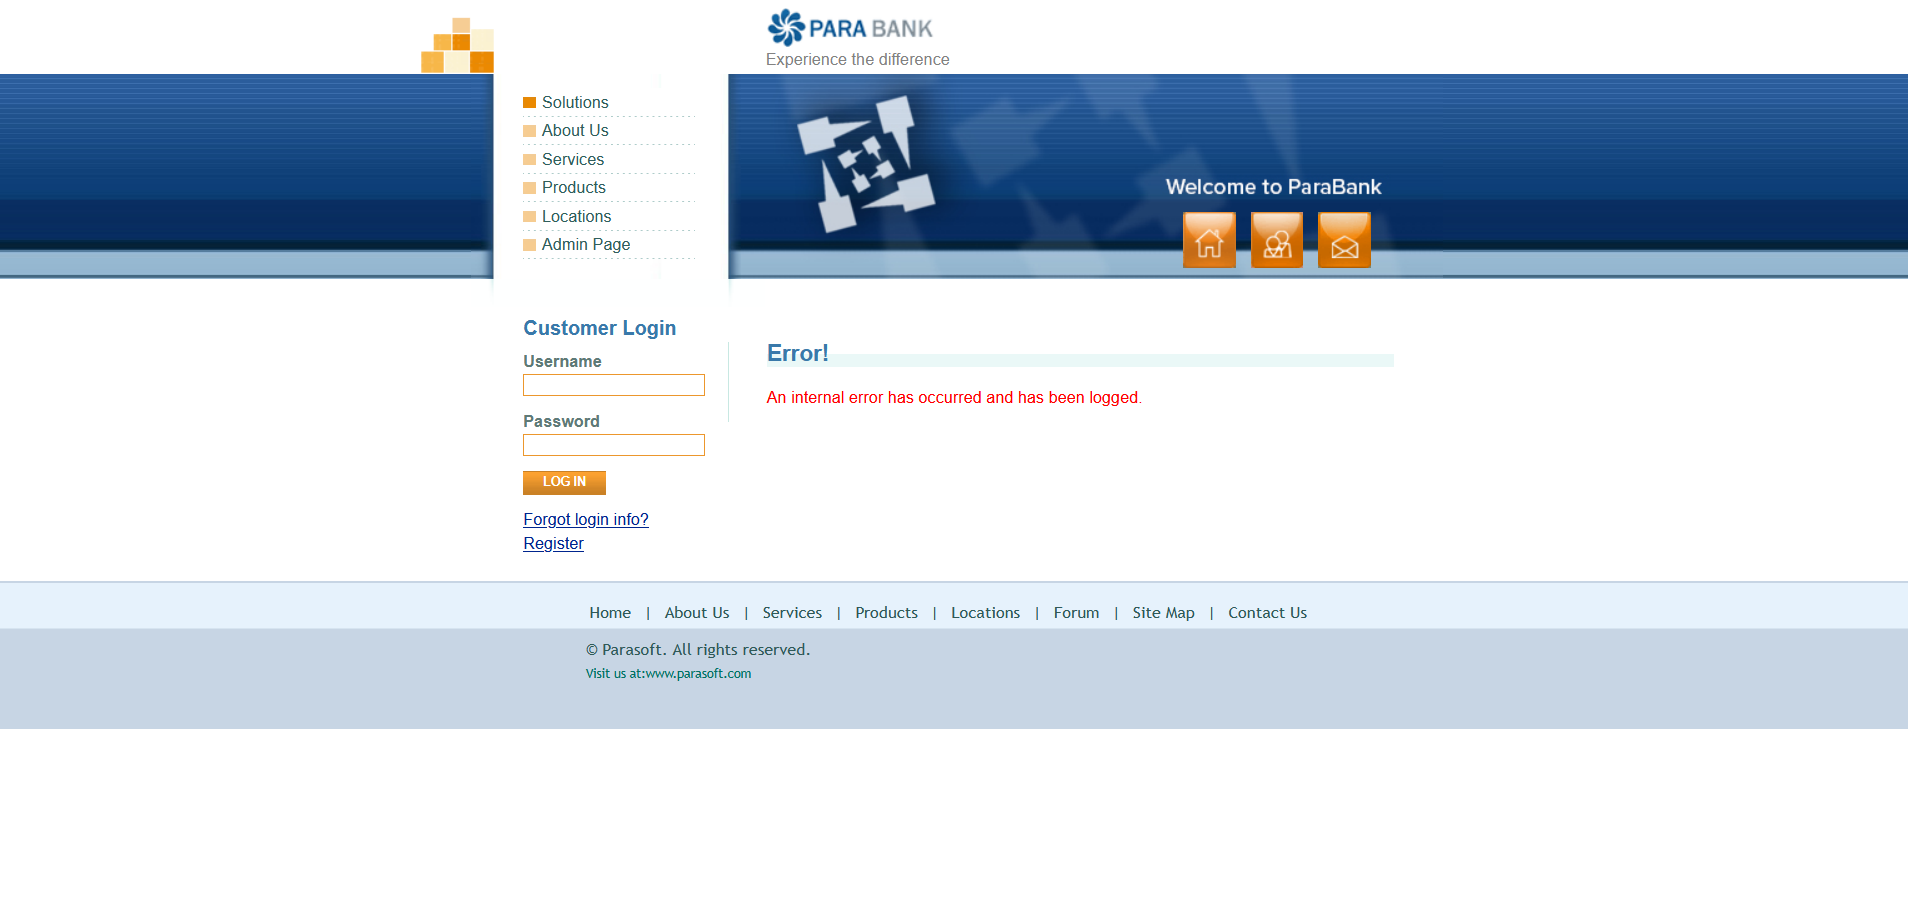 PARA BANK
Experience the difference
Solutions
About Us
Services
Products
Locations
Admin Page
Welcome to ParaBank
Customer Login
Username
Password
LOG IN
Forgot login info?
Register
Error!
An internal error has occurred and has been logged.
Home | About Us | Services | Products | Locations | Forum | Site Map | Contact Us
© Parasoft. All rights reserved.
Visit us at:www.parasoft.com